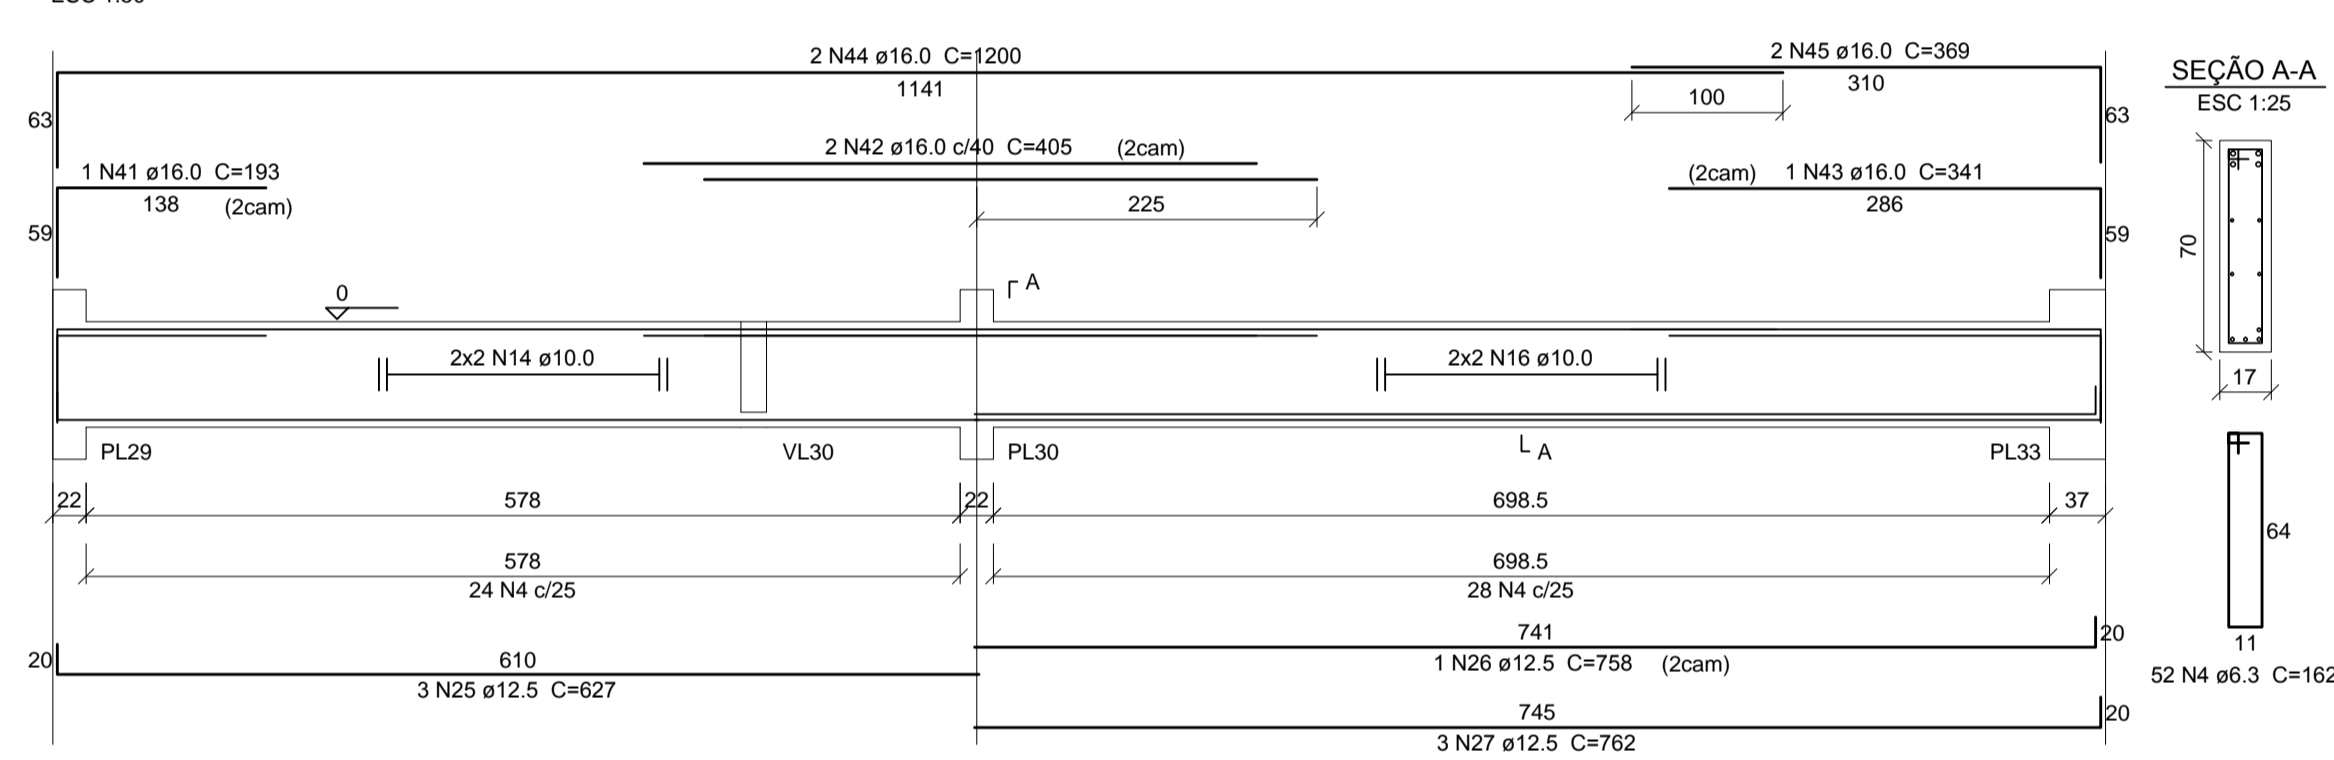 2 N44 ø16.0 C=1200
1141
2 N45 ø16.0 C=369
310
100
63
63
2 N42 ø16.0 c/40 C=405 (2cam)
225
1 N41 ø16.0 C=193
138 (2cam)
59
(2cam) 1 N43 ø16.0 C=341
286
59
0
A
2x2 N14 ø10.0
2x2 N16 ø10.0
PL29
VL30
PL30
A
PL33
22
578
22
698.5
37
578
24 N4 c/25
698.5
28 N4 c/25
741
20
1 N26 ø12.5 C=758 (2cam)
20
610
3 N25 ø12.5 C=627
745
20
3 N27 ø12.5 C=762
SEÇÃO A-A
ESC 1:25
70
17
64
11
52 N4 ø6.3 C=162